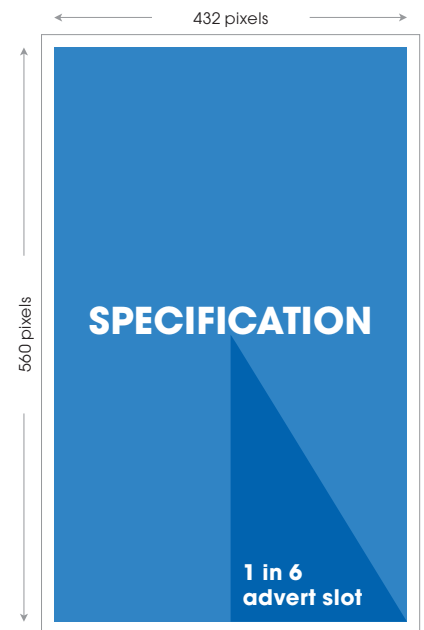 432 pixels
560 pixels
SPECIFICATION
1 in 6
advert slot